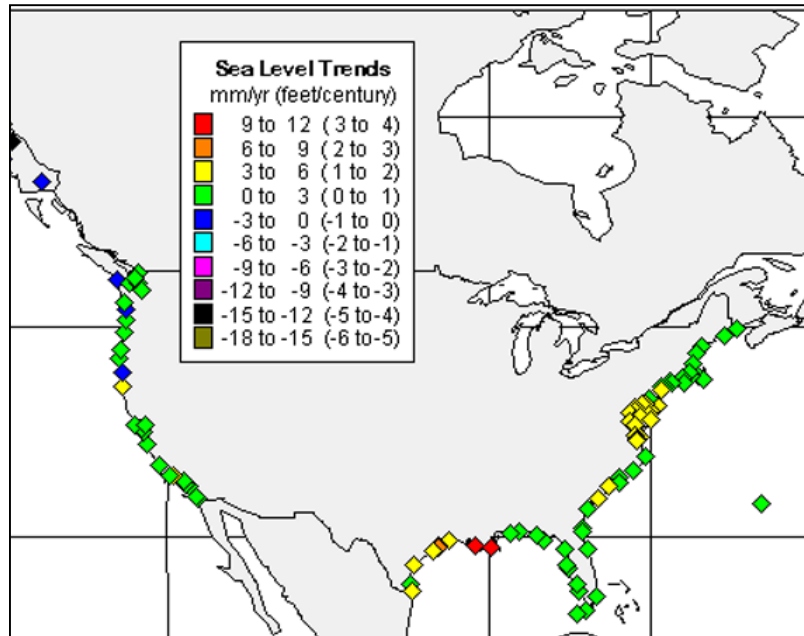 Sea Level Trends
mm/yr (feet/century)
9 to 12 (3 to 4)
6 to 9 (2 to 3)
3 to 6 (1 to 2)
0 to 3 (0 to 1)
-3 to 0 (-1 to 0)
-6 to -3 (-2 to -1)
-9 to -6 (-3 to -2)
-12 to -9 (-4 to -3)
-15 to -12 (-5 to -4)
-18 to -15 (-6 to -5)